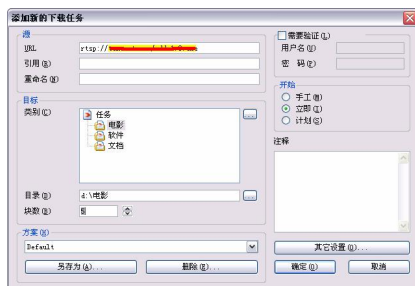 添加新的下载任务
源
URL rtsp://
引用(R)
重命名(N)
目标
类别(C)
任务
电影
软件
文档
目录(D) d:\电影
块数(B) 5
方案(X)
Default
另存为(A)... 删除(E)...
需要验证(L)
用户名(U)
密 码(P)
开始
手工(M)
立即(I)
计划(S)
注释
其它设置(O)...
确定(O) 取消